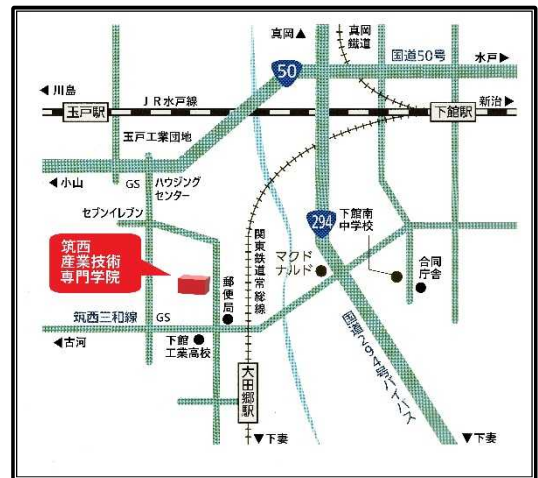 真岡▲
真岡
鐵道
国道50号
水戸▶
50
◀川島
JR水戸線
新治▶
玉戸駅
下館駅
玉戸工業団地
◀小山
GS
ハウジング
センター
セブンイレブン
294
下館南
中学校
筑西
産業技術
専門学院
関東鉄道常総線
マクド
ナルド
合同
庁舎
郵便局
筑西三和線
GS
◀古河
下館
工業高校
国道294号バイパス
大田郷駅
▼下妻
▼下妻